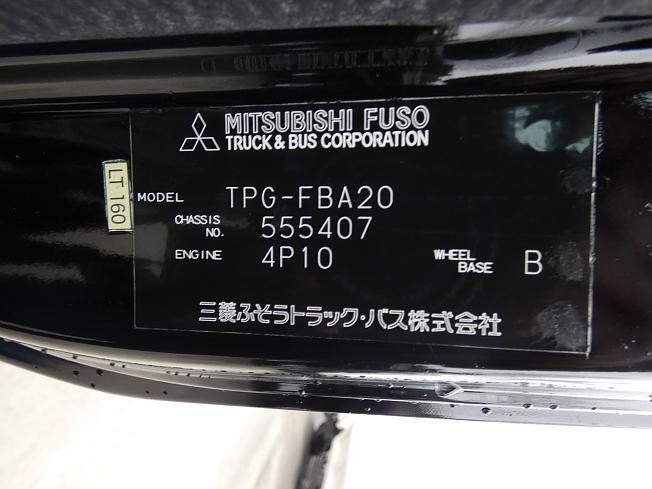 MITSUBISHI FUSO
TRUCK & BUS CORPORATION
LT 160
MODEL TPG-FBA20
CHASSIS NO. 555407
ENGINE 4P10 WHEEL BASE B
三菱ふそうトラック・バス株式会社